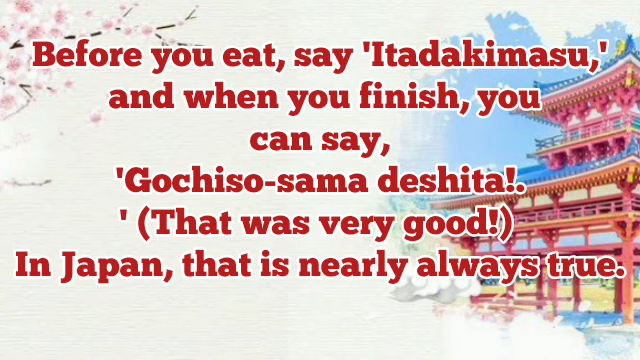 Before you eat, say 'Itadakimasu,'
and when you finish, you
can say,
'Gochiso-sama deshita!.
' (That was very good!)
In Japan, that is nearly always true.